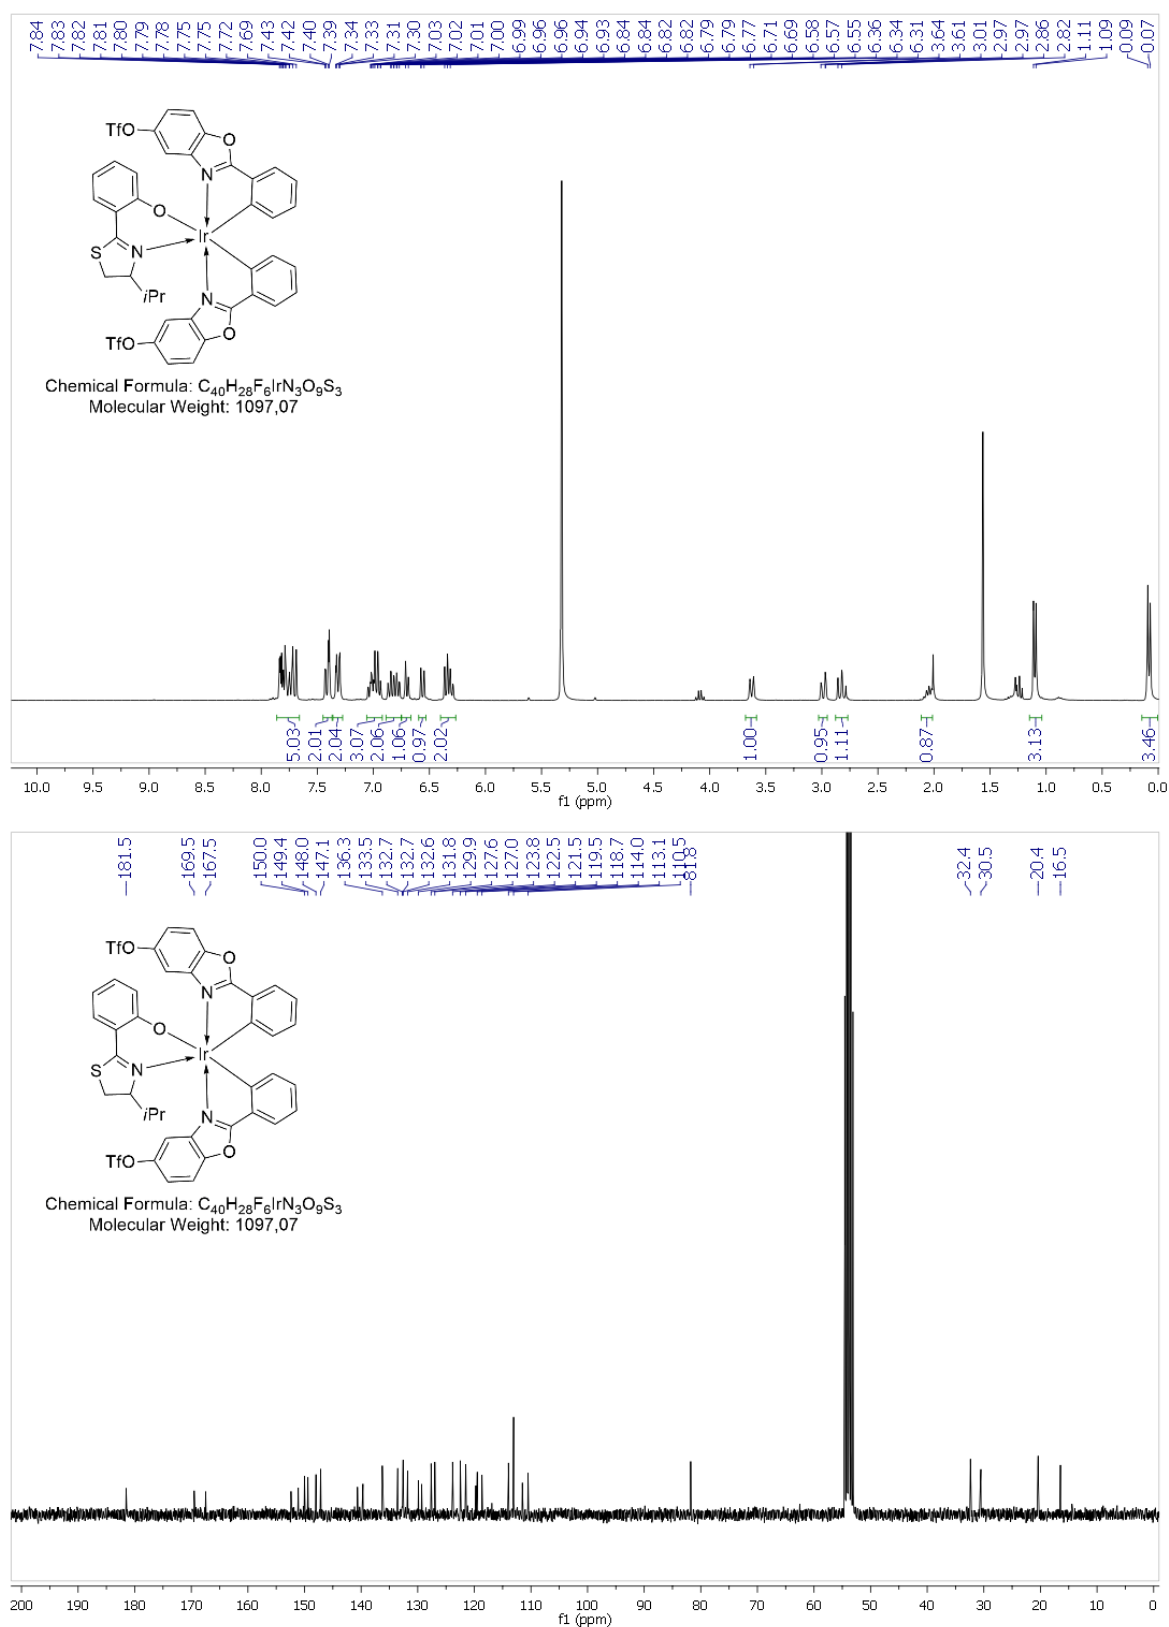 7.84 7.83 7.82 7.81 7.80 7.79 7.78 7.75 7.75 7.72 7.69 7.43 7.42 7.40 7.39 7.34 7.33 7.31 7.30 7.03 7.02 7.01 7.00 6.99 6.96 6.96 6.94 6.93 6.84 6.84 6.82 6.82 6.79 6.79 6.77 6.71 6.69 6.58 6.57 6.55 6.36 6.34 6.31 3.64 3.61 3.01 2.97 2.97 2.86 2.82 1.11 1.09 0.09 0.07
TfO
O
N
O
Ir
S
N
iPr
N
O
TfO
Chemical Formula: C₄₀H₂₈F₆IrN₃O₉S₃
Molecular Weight: 1097,07
5.03 2.01 2.04 3.07 2.06 1.06 0.97 2.02 1.00 0.95 1.11 0.87 3.13 3.46
10.0 9.5 9.0 8.5 8.0 7.5 7.0 6.5 6.0 5.5 5.0 4.5 4.0 3.5 3.0 2.5 2.0 1.5 1.0 0.5 0.0
f1 (ppm)
181.5 169.5 167.5 150.0 149.4 148.0 147.1 136.3 133.5 132.7 132.7 132.6 131.8 129.9 127.6 127.0 123.8 122.5 121.5 119.5 118.7 114.0 113.1 110.5 81.8 32.4 30.5 20.4 16.5
TfO
O
N
O
Ir
S
N
iPr
N
O
TfO
Chemical Formula: C₄₀H₂₈F₆IrN₃O₉S₃
Molecular Weight: 1097,07
200 190 180 170 160 150 140 130 120 110 100 90 80 70 60 50 40 30 20 10 0
f1 (ppm)